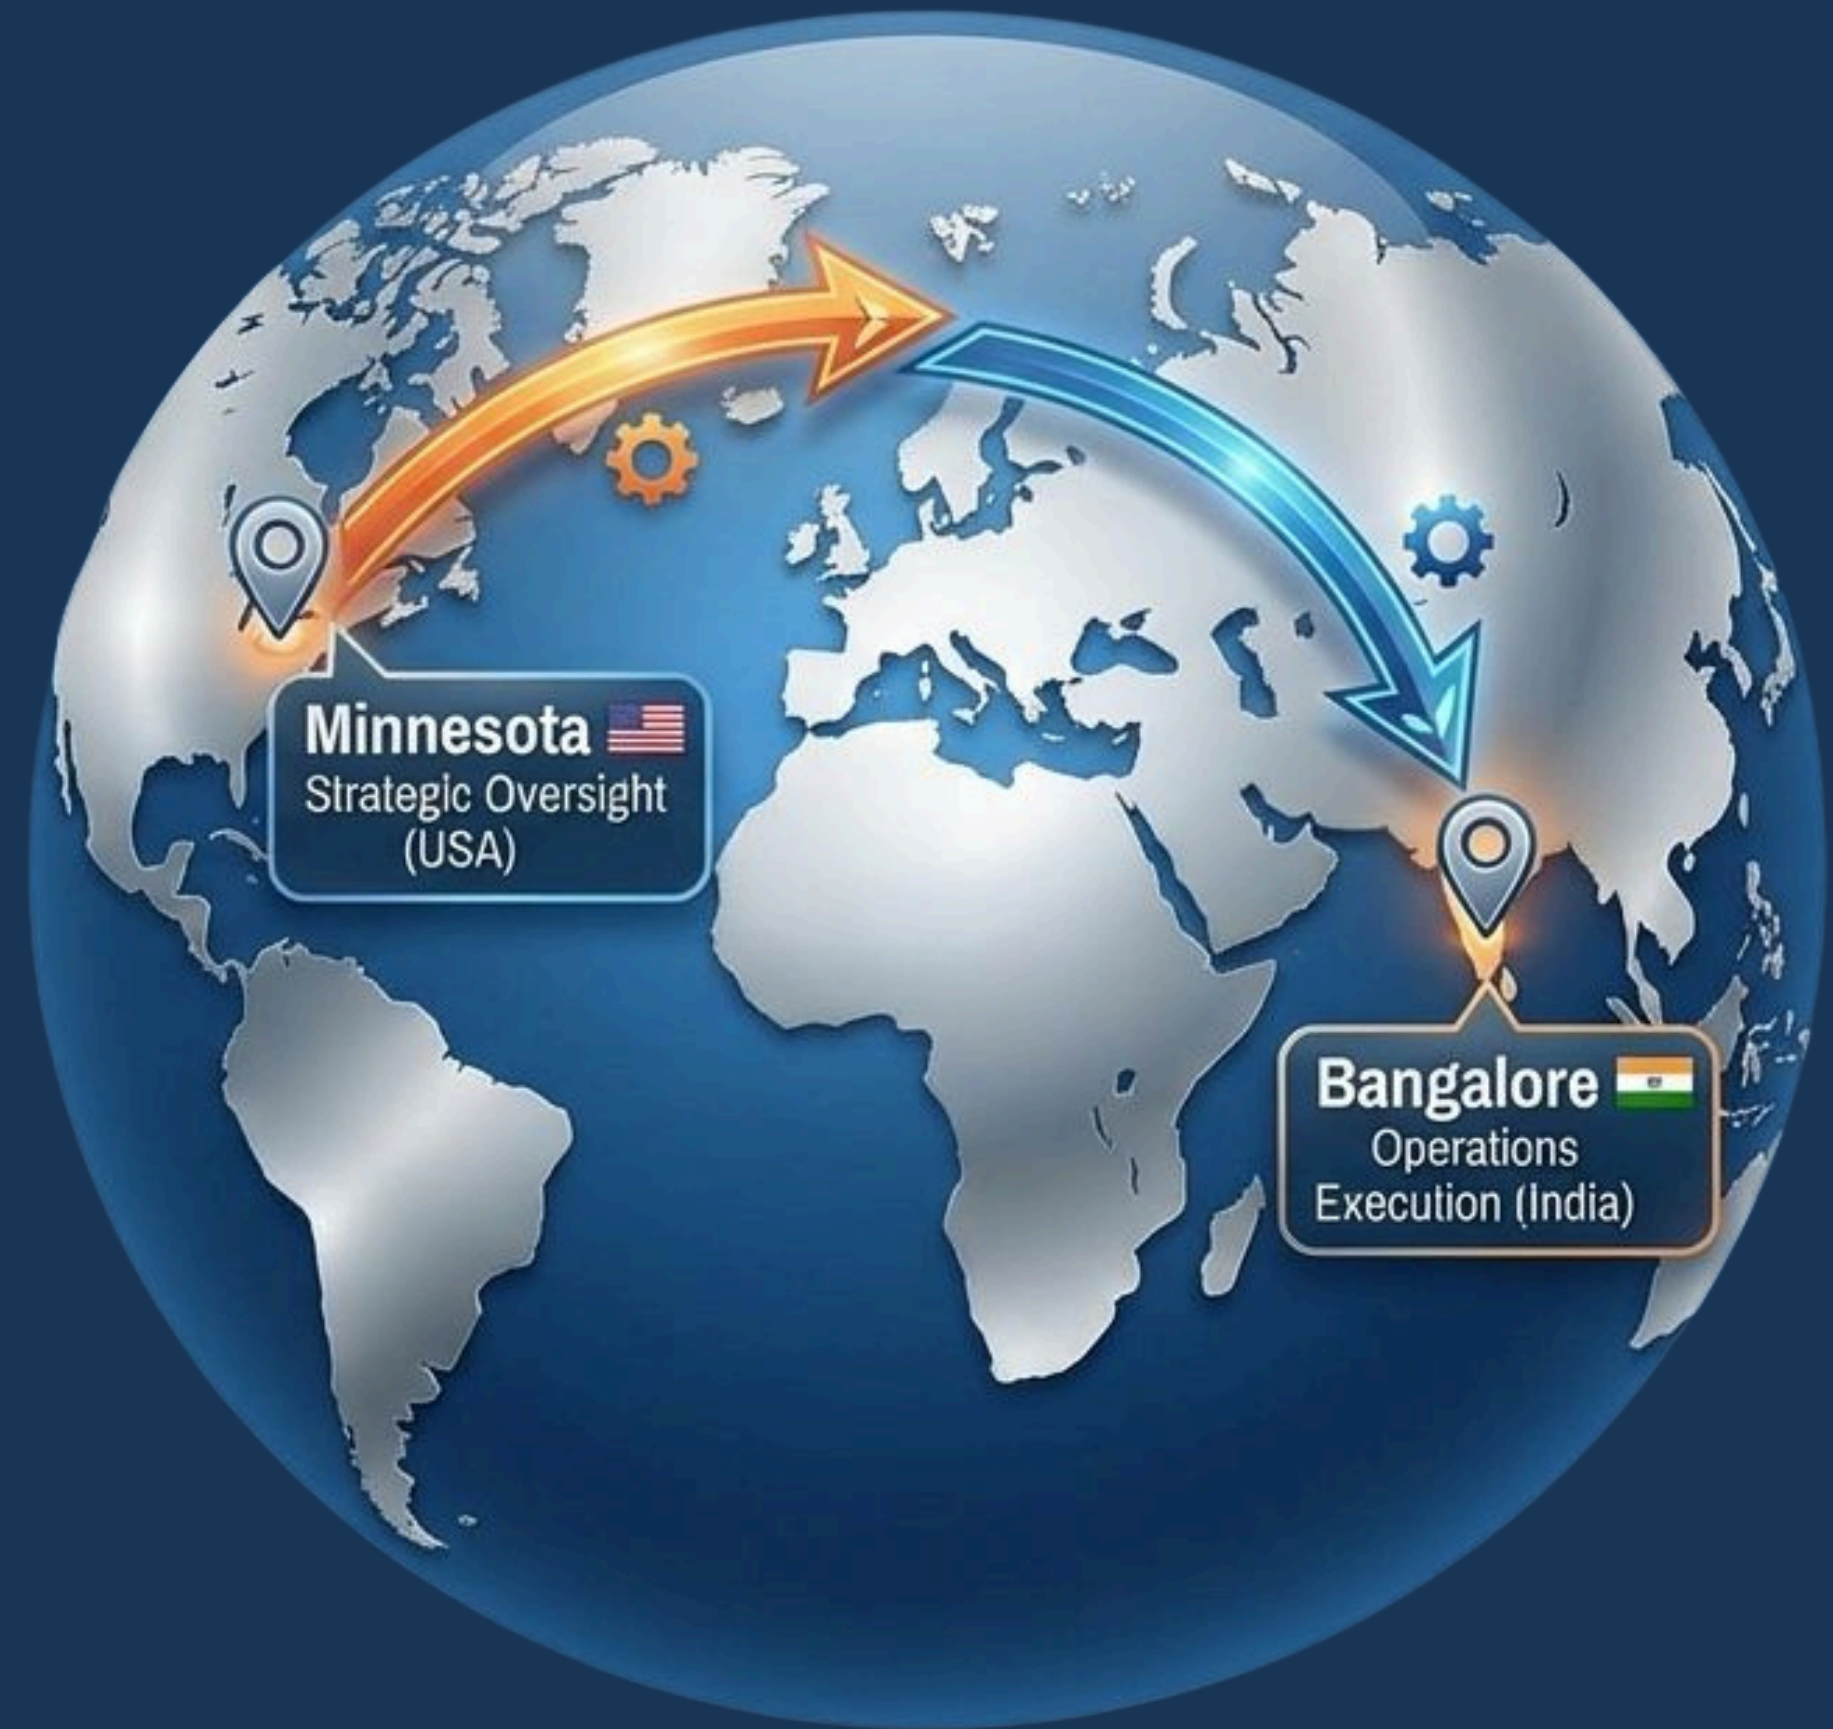 Minnesota
Strategic Oversight
(USA)
Bangalore
Operations
Execution (India)